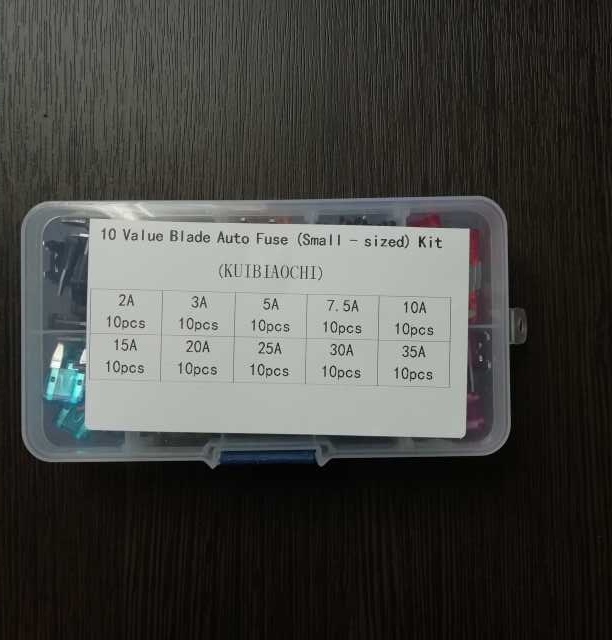 10 Value Blade Auto Fuse (Small - sized) Kit
(KUIBIAOCHI)
2A 3A 5A 7.5A 10A
10pcs 10pcs 10pcs 10pcs 10pcs
15A 20A 25A 30A 35A
10pcs 10pcs 10pcs 10pcs 10pcs